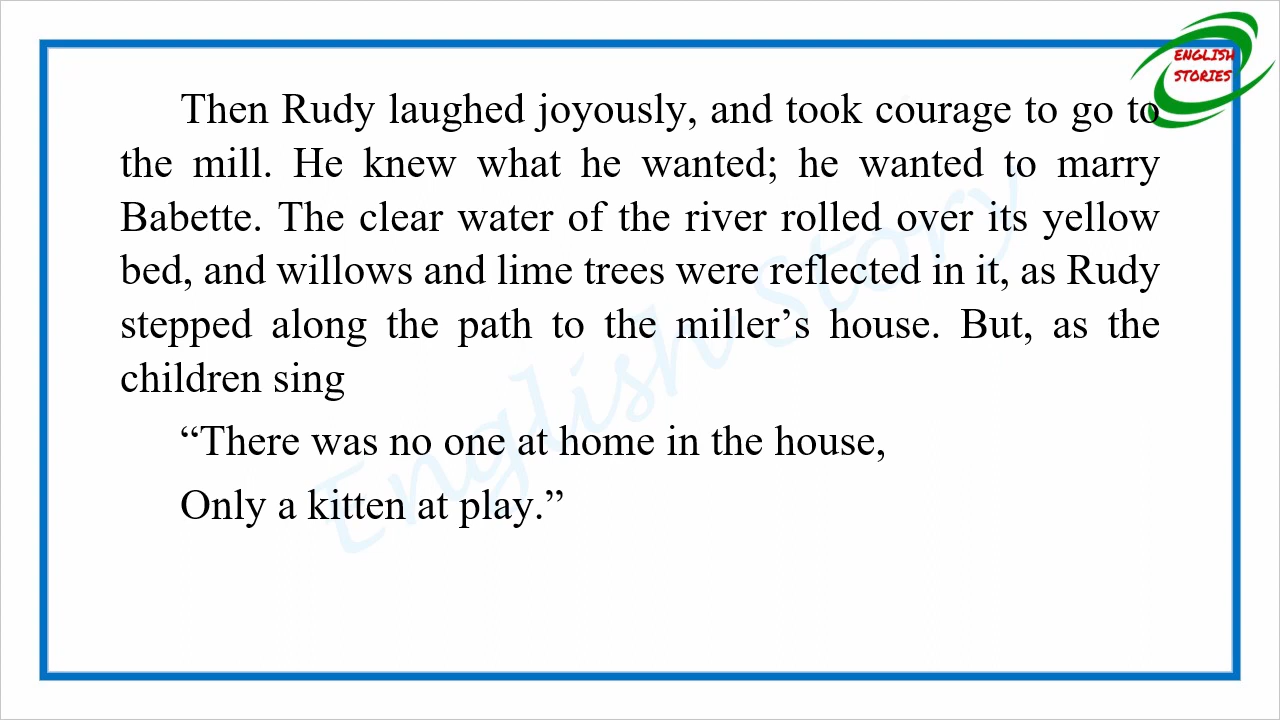 ENGLISH
STORIES
Then Rudy laughed joyously, and took courage to go to
the mill. He knew what he wanted; he wanted to marry
Babette. The clear water of the river rolled over its yellow
bed, and willows and lime trees were reflected in it, as Rudy
stepped along the path to the miller’s house. But, as the
children sing
“There was no one at home in the house,
Only a kitten at play.”
English Story